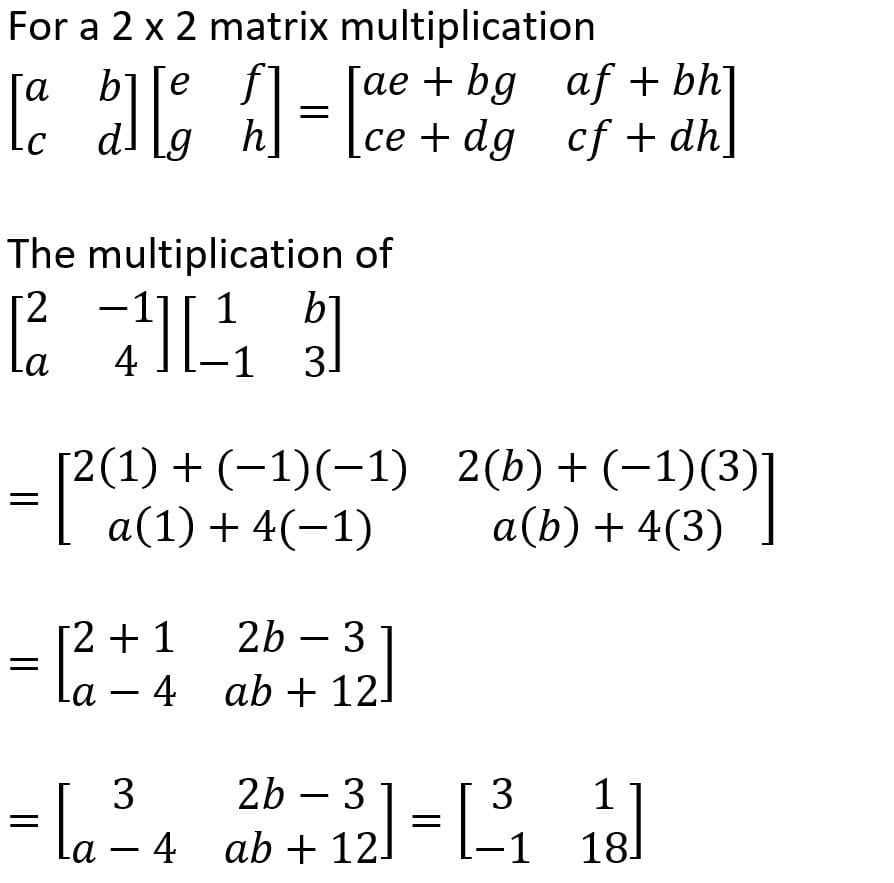 For a 2 x 2 matrix multiplication
[a b
c d] [e f
g h] = [ae + bg af + bh
ce + dg cf + dh]
The multiplication of
[2 −1
a 4] [1 b
−1 3]
= [2(1) + (−1)(−1) 2(b) + (−1)(3)
a(1) + 4(−1) a(b) + 4(3)]
= [2 + 1 2b − 3
a − 4 ab + 12]
= [3 2b − 3
a − 4 ab + 12] = [3 1
−1 18]